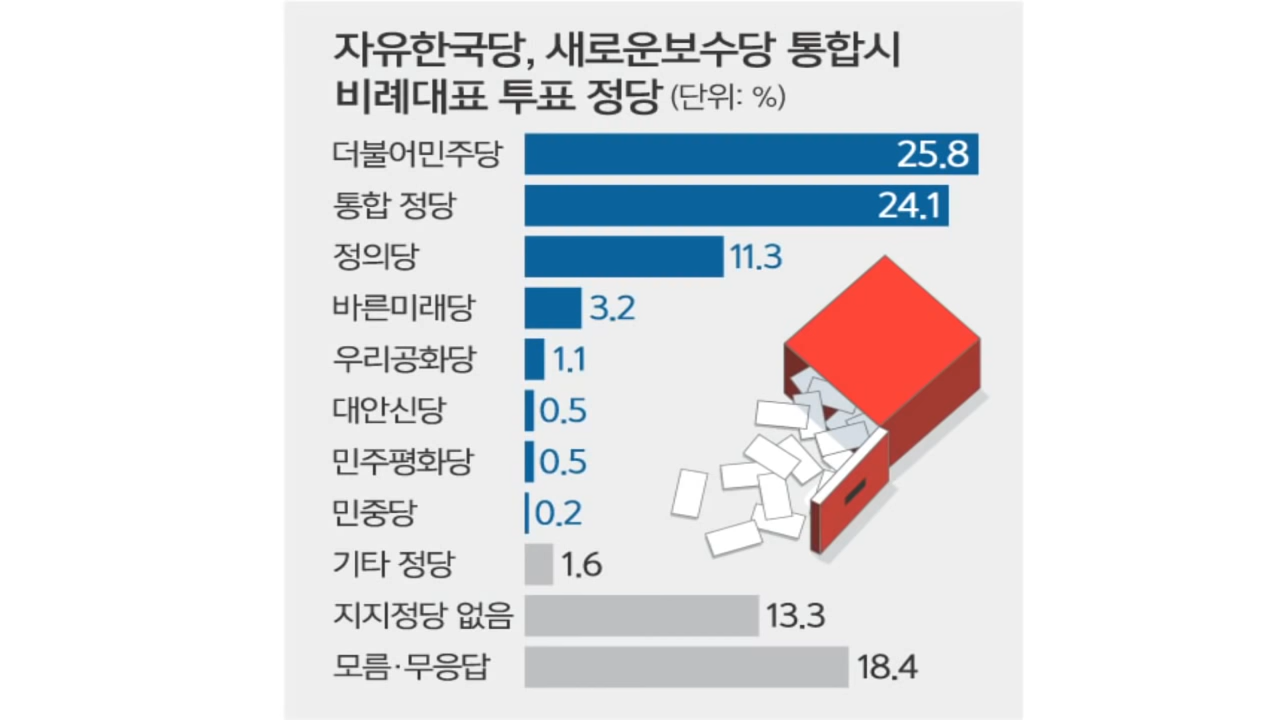 자유한국당, 새로운보수당 통합시
비례대표 투표 정당 (단위: %)
더불어민주당 25.8
통합 정당 24.1
정의당 11.3
바른미래당 3.2
우리공화당 1.1
대안신당 0.5
민주평화당 0.5
민중당 0.2
기타 정당 1.6
지지정당 없음 13.3
모름·무응답 18.4